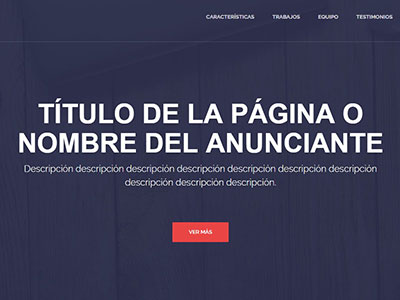 CARACTERÍSTICAS TRABAJOS EQUIPO TESTIMONIOS
TÍTULO DE LA PÁGINA O
NOMBRE DEL ANUNCIANTE
Descripción descripción descripción descripción descripción descripción descripción
descripción descripción descripción.
VER MÁS